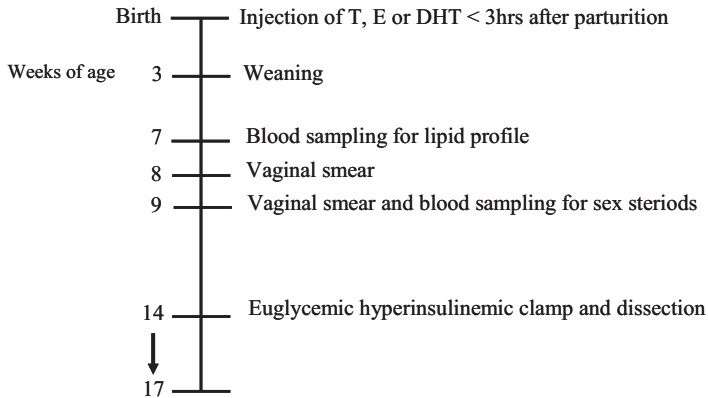 Birth Injection of T, E or DHT < 3hrs after parturition
Weeks of age 3 Weaning
7 Blood sampling for lipid profile
8 Vaginal smear
9 Vaginal smear and blood sampling for sex steriods
14 Euglycemic hyperinsulinemic clamp and dissection
17